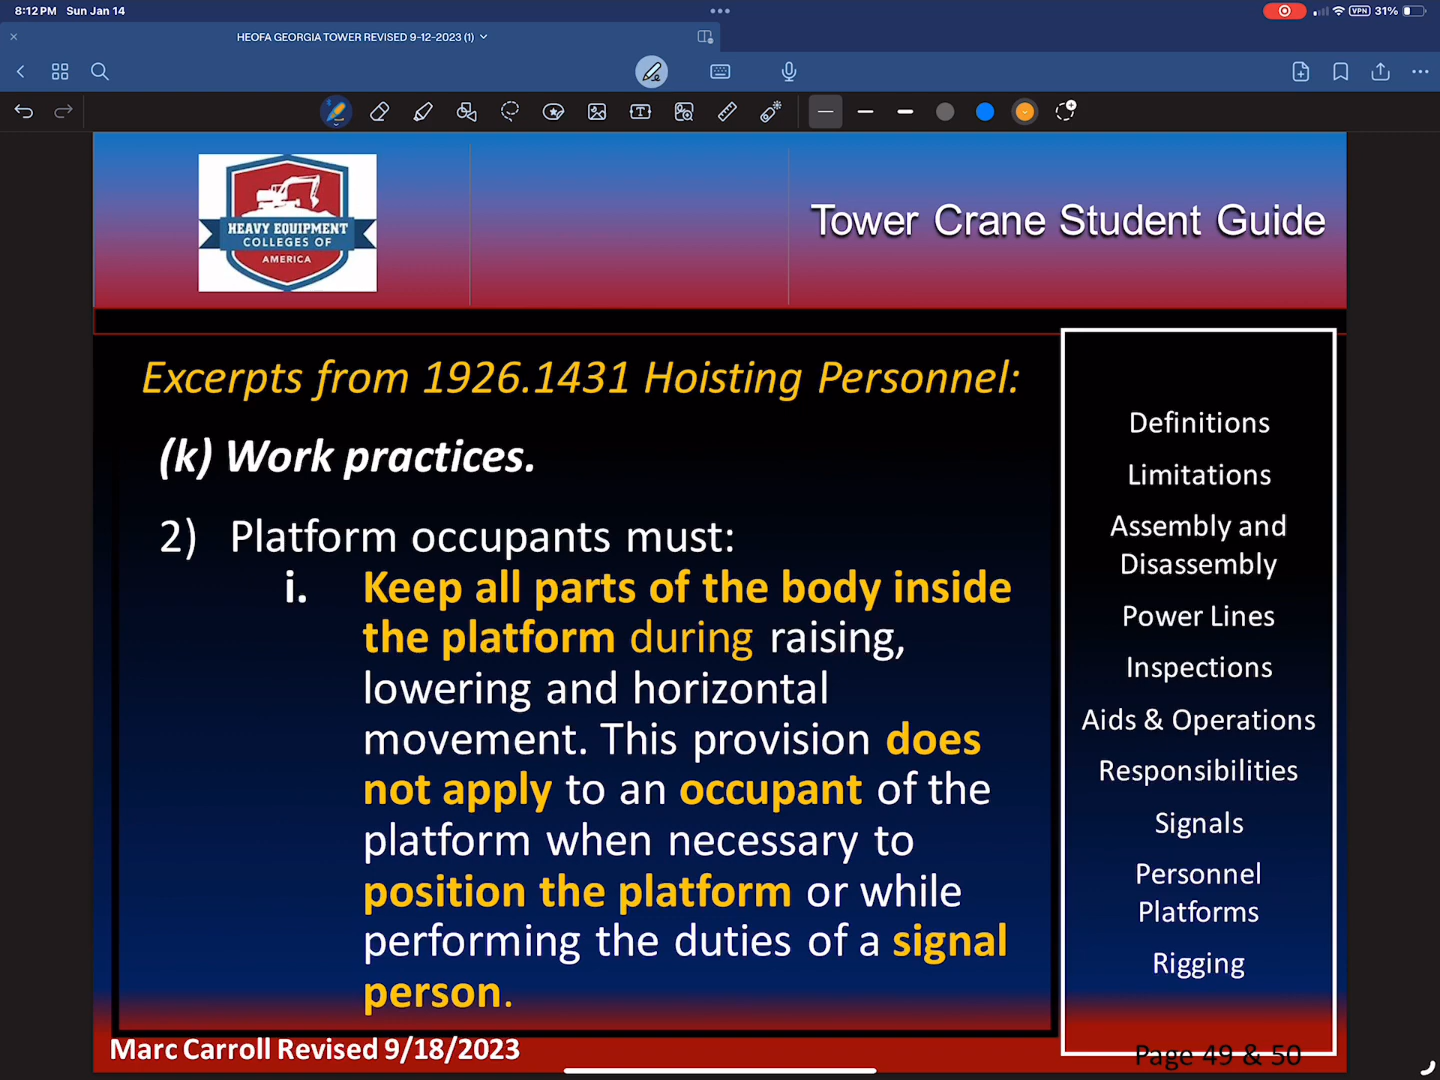 8:12 PM Sun Jan 14
VPN 31%
HEOFA GEORGIA TOWER REVISED 9-12-2023 (1)
HEAVY EQUIPMENT
COLLEGES OF
AMERICA
Tower Crane Student Guide
Excerpts from 1926.1431 Hoisting Personnel:
(k) Work practices.
2) Platform occupants must:
i. Keep all parts of the body inside
the platform during raising,
lowering and horizontal
movement. This provision does
not apply to an occupant of the
platform when necessary to
position the platform or while
performing the duties of a signal
person.
Definitions
Limitations
Assembly and
Disassembly
Power Lines
Inspections
Aids & Operations
Responsibilities
Signals
Personnel
Platforms
Rigging
Marc Carroll Revised 9/18/2023
Page 49 & 50